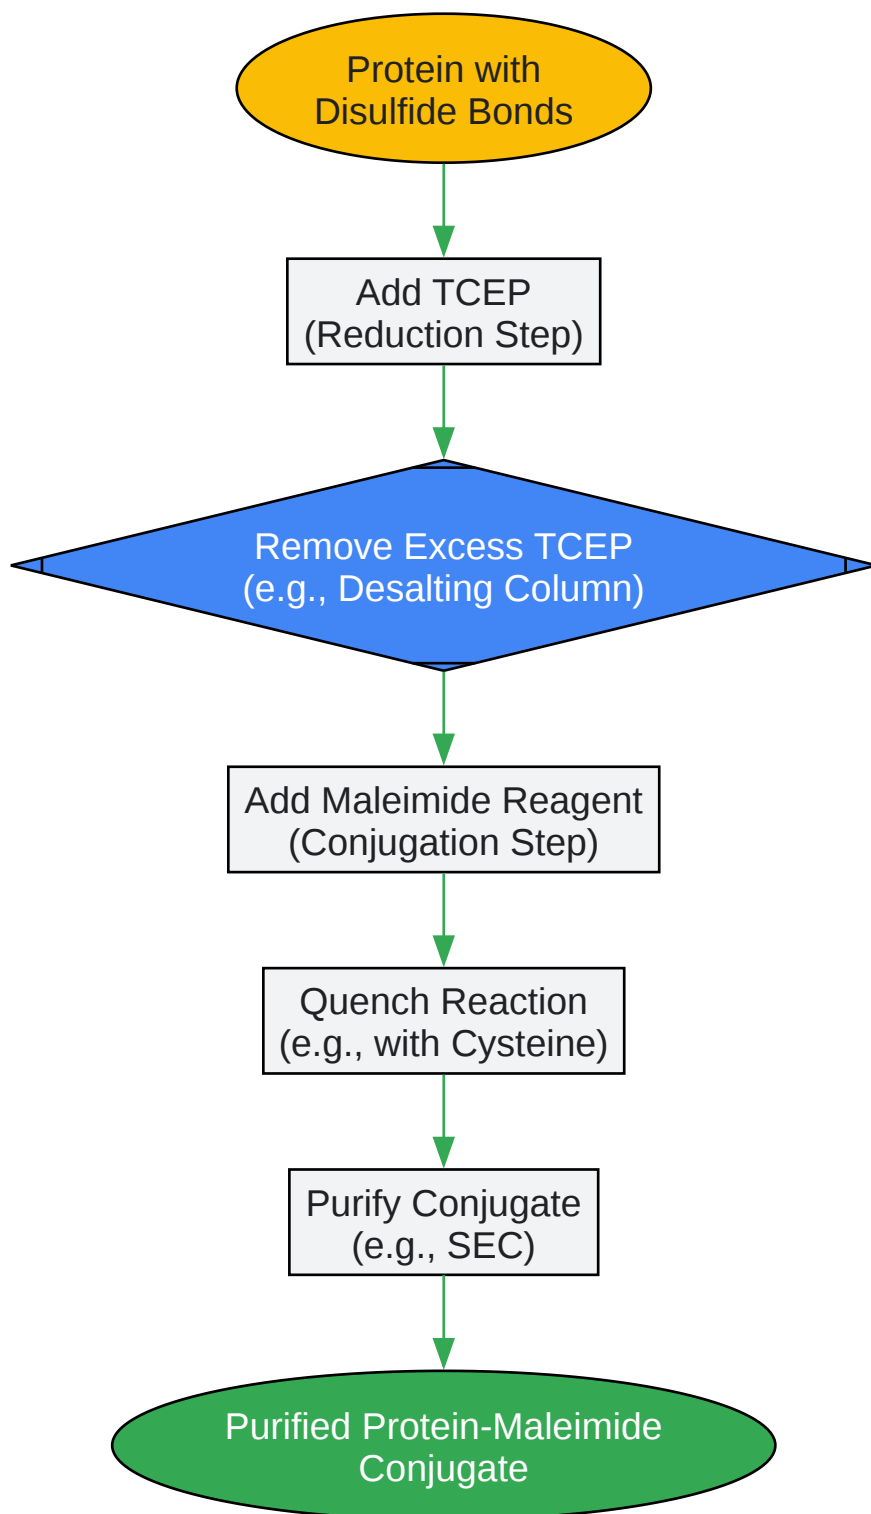 Protein with
Disulfide Bonds
Add TCEP
(Reduction Step)
Remove Excess TCEP
(e.g., Desalting Column)
Add Maleimide Reagent
(Conjugation Step)
Quench Reaction
(e.g., with Cysteine)
Purify Conjugate
(e.g., SEC)
Purified Protein-Maleimide
Conjugate